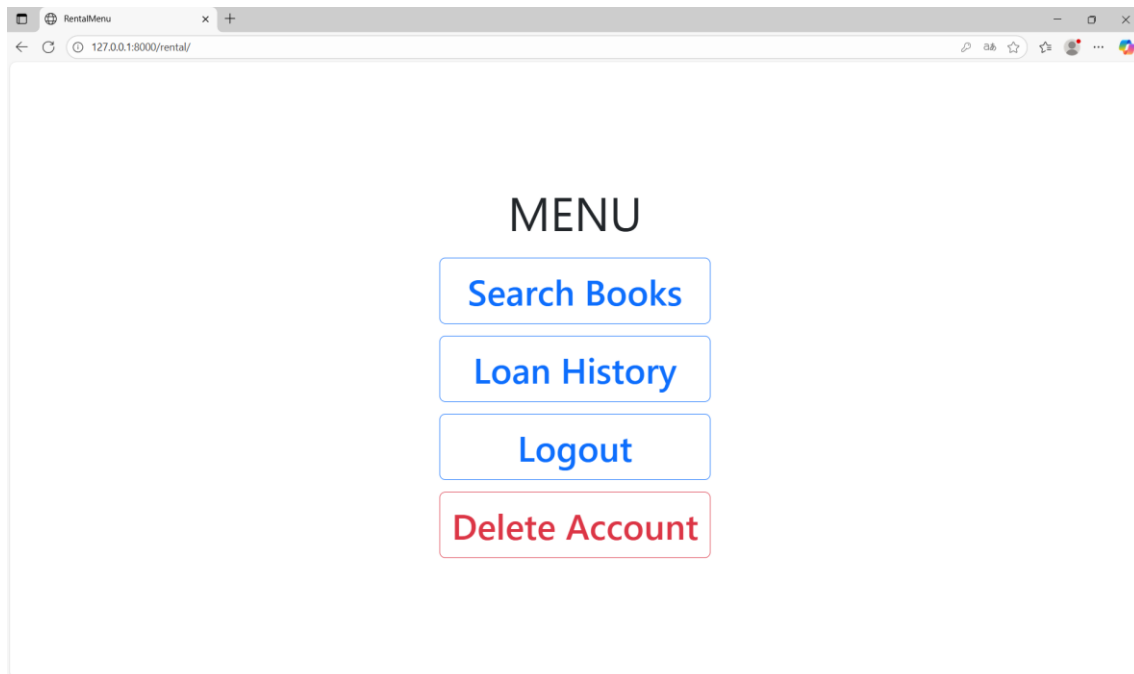 RentalMenu
127.0.0.1:8000/rental/
MENU
Search Books
Loan History
Logout
Delete Account